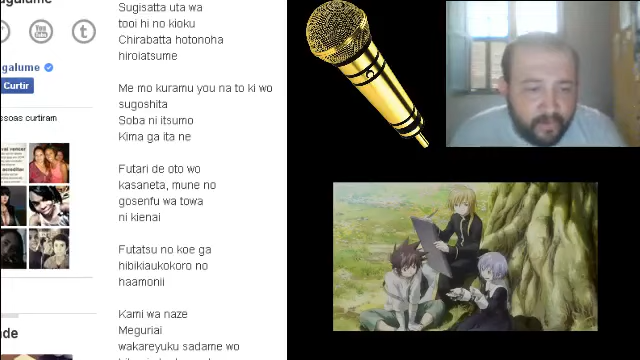 Sugisatta uta wa
tooi hi no kioku
Chirabatta hotonoha
hiroiatsume
Me mo kuramu you na to ki wo
sugoshita
Soba ni itsumo
Kima ga ita ne
Futari de oto wo
kasaneta, mune no
gosenfu wa towa
ni kienai
Futatsu no koe ga
hibikiaukokoro no
haamonii
Kami wa naze
Meguriai
wakareyuku sadame wo
You
Tube
t
galume
Curtir
ssoas curtiram
de